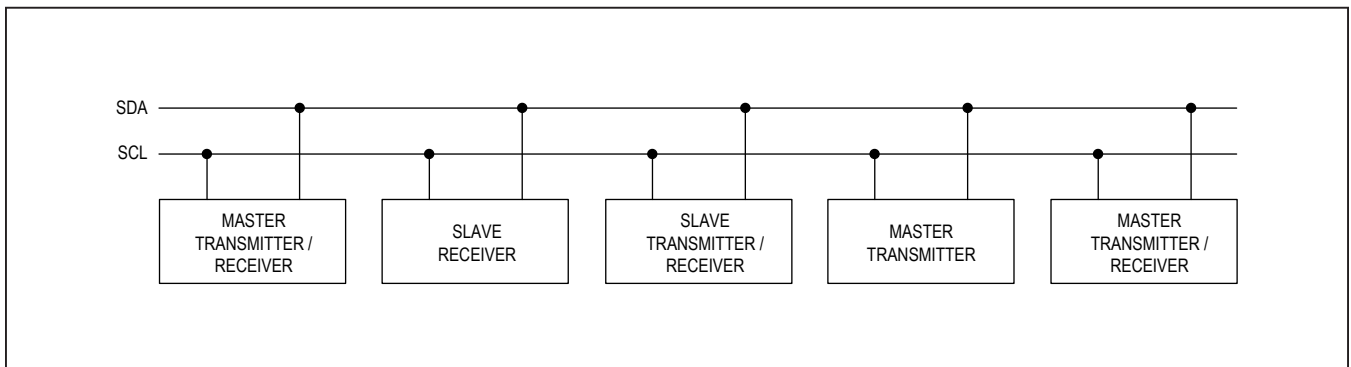 SDA
SCL
MASTER
TRANSMITTER /
RECEIVER
SLAVE
RECEIVER
SLAVE
TRANSMITTER /
RECEIVER
MASTER
TRANSMITTER
MASTER
TRANSMITTER /
RECEIVER